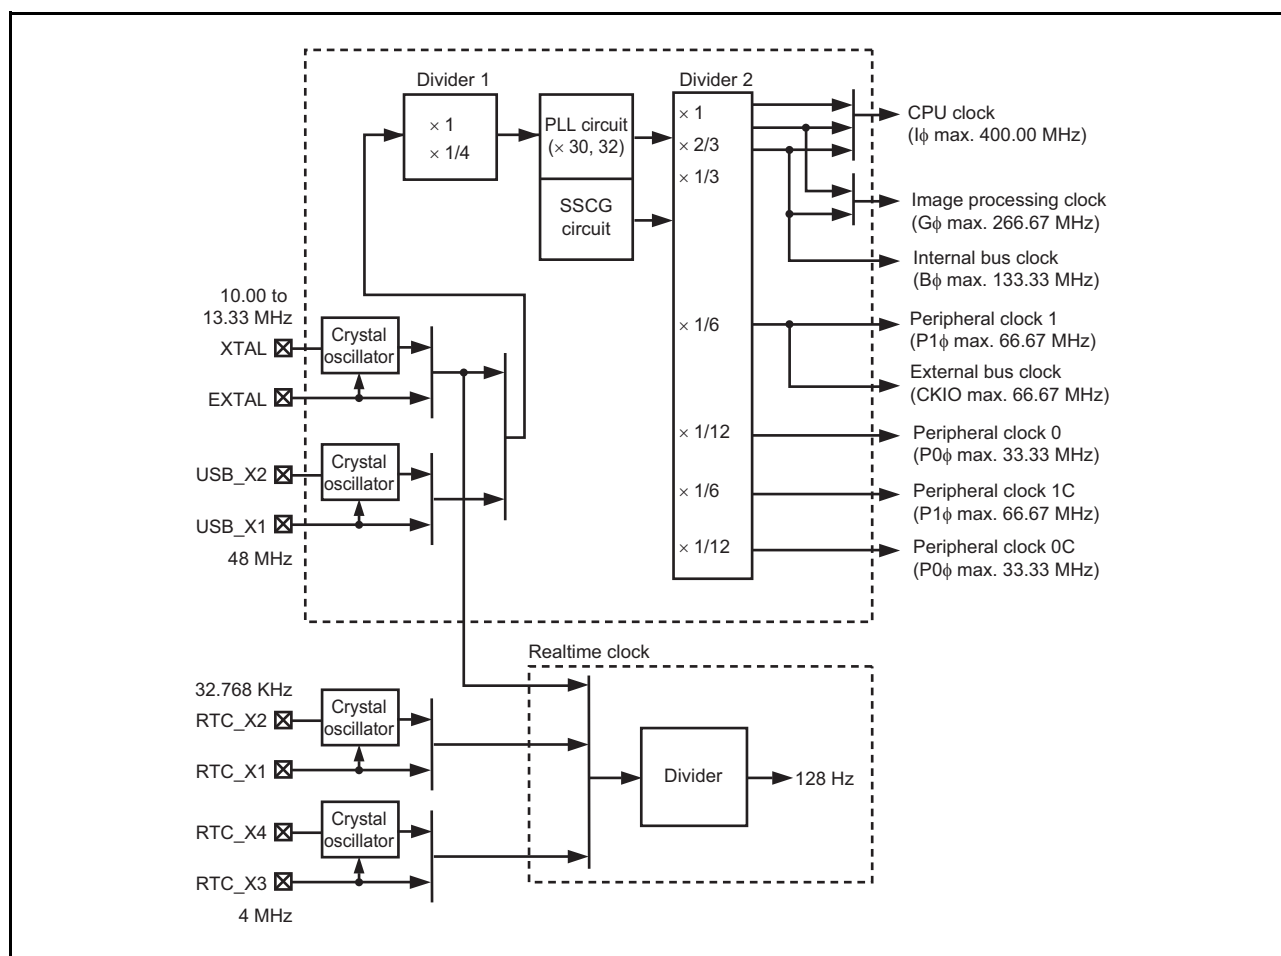 Divider 1
× 1
× 1/4
PLL circuit
(× 30, 32)
SSCG
circuit
Divider 2
× 1
× 2/3
× 1/3
× 1/6
× 1/12
× 1/6
× 1/12
CPU clock
(Iϕ max. 400.00 MHz)
Image processing clock
(Gϕ max. 266.67 MHz)
Internal bus clock
(Bϕ max. 133.33 MHz)
Peripheral clock 1
(P1ϕ max. 66.67 MHz)
External bus clock
(CKIO max. 66.67 MHz)
Peripheral clock 0
(P0ϕ max. 33.33 MHz)
Peripheral clock 1C
(P1ϕ max. 66.67 MHz)
Peripheral clock 0C
(P0ϕ max. 33.33 MHz)
10.00 to
13.33 MHz
XTAL
Crystal
oscillator
EXTAL
USB_X2
Crystal
oscillator
USB_X1
48 MHz
Realtime clock
32.768 KHz
RTC_X2
Crystal
oscillator
RTC_X1
RTC_X4
Crystal
oscillator
RTC_X3
4 MHz
Divider
128 Hz